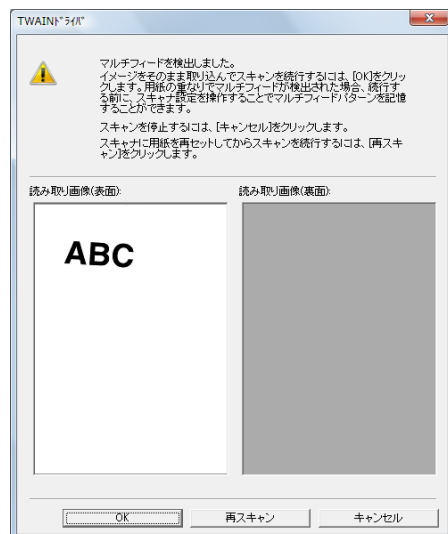 TWAINﾄﾞﾗｲﾊﾞ
マルチフィードを検出しました。
イメージをそのまま取り込んでスキャンを続行するには、[OK]をクリッ
クします。用紙の重なりでマルチフィードが検出された場合、続行す
る前に、スキャナ設定を操作することでマルチフィードパターンを記憶
することができます。
スキャンを停止するには、[キャンセル]をクリックします。
スキャナに用紙を再セットしてからスキャンを続行するには、[再スキ
ャン]をクリックします。
読み取り画像(表面): 読み取り画像(裏面):
ABC
OK 再スキャン キャンセル